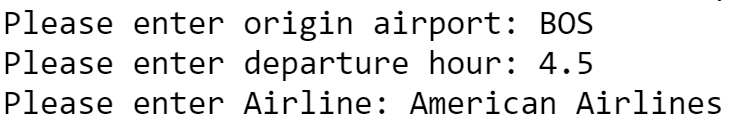 Please enter origin airport: BOS
Please enter departure hour: 4.5
Please enter Airline: American Airlines